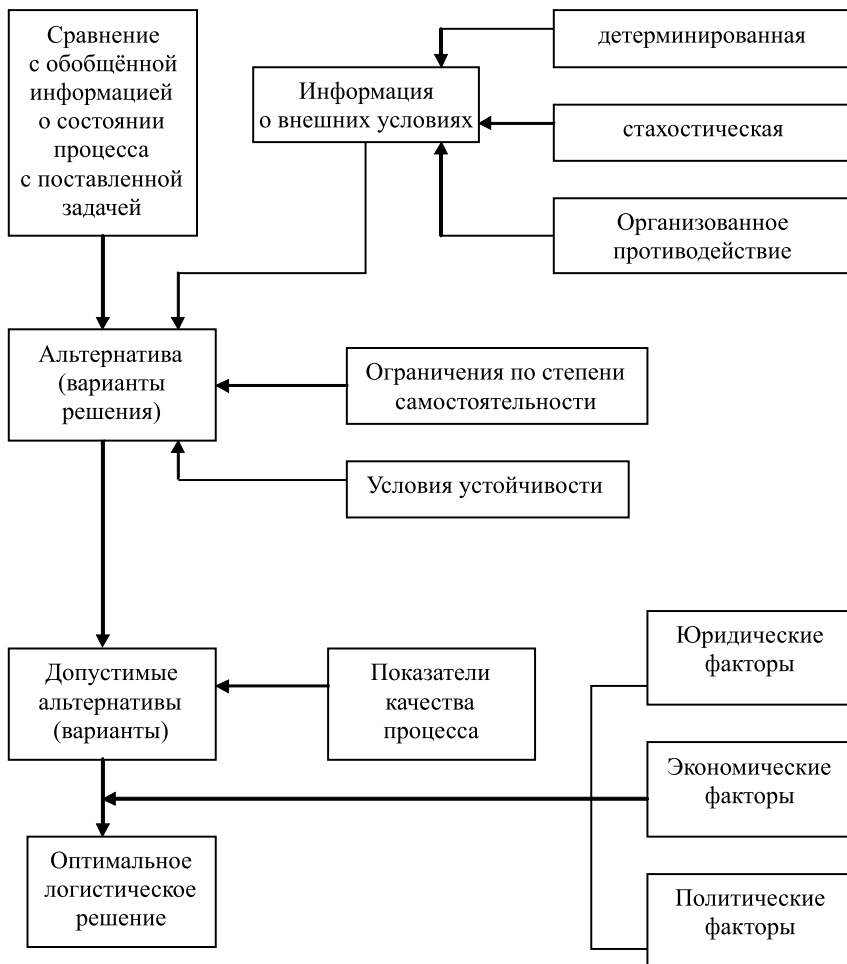 Сравнение
с обобщённой
информацией
о состоянии
процесса
с поставленной
задачей
Информация
о внешних условиях
детерминированная
стахостическая
Организованное
противодействие
Альтернатива
(варианты
решения)
Ограничения по степени
самостоятельности
Условия устойчивости
Допустимые
альтернативы
(варианты)
Показатели
качества
процесса
Юридические
факторы
Экономические
факторы
Политические
факторы
Оптимальное
логистическое
решение